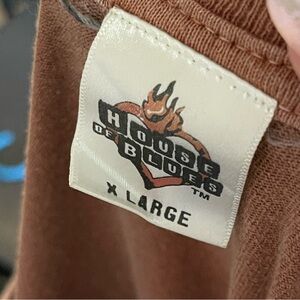 HOUSE
OF BLUES
TM
X LARGE